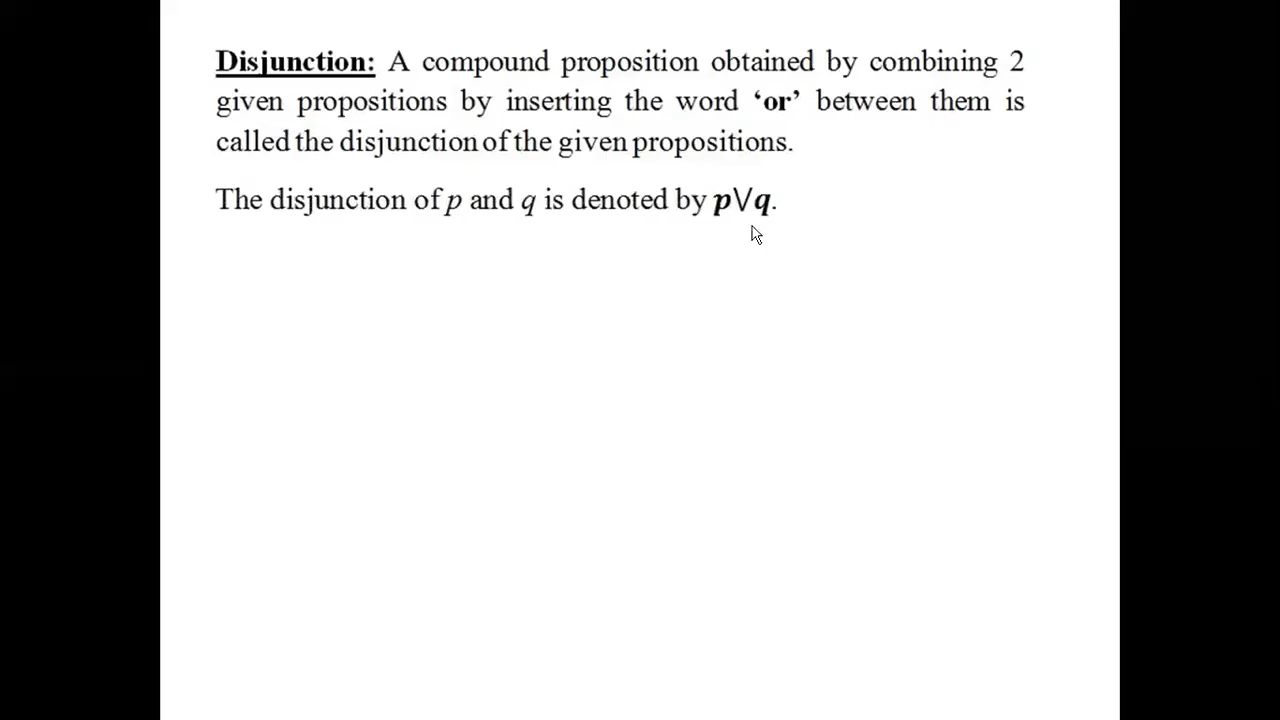 Disjunction: A compound proposition obtained by combining 2
given propositions by inserting the word ‘or’ between them is
called the disjunction of the given propositions.
The disjunction of p and q is denoted by p∨q.